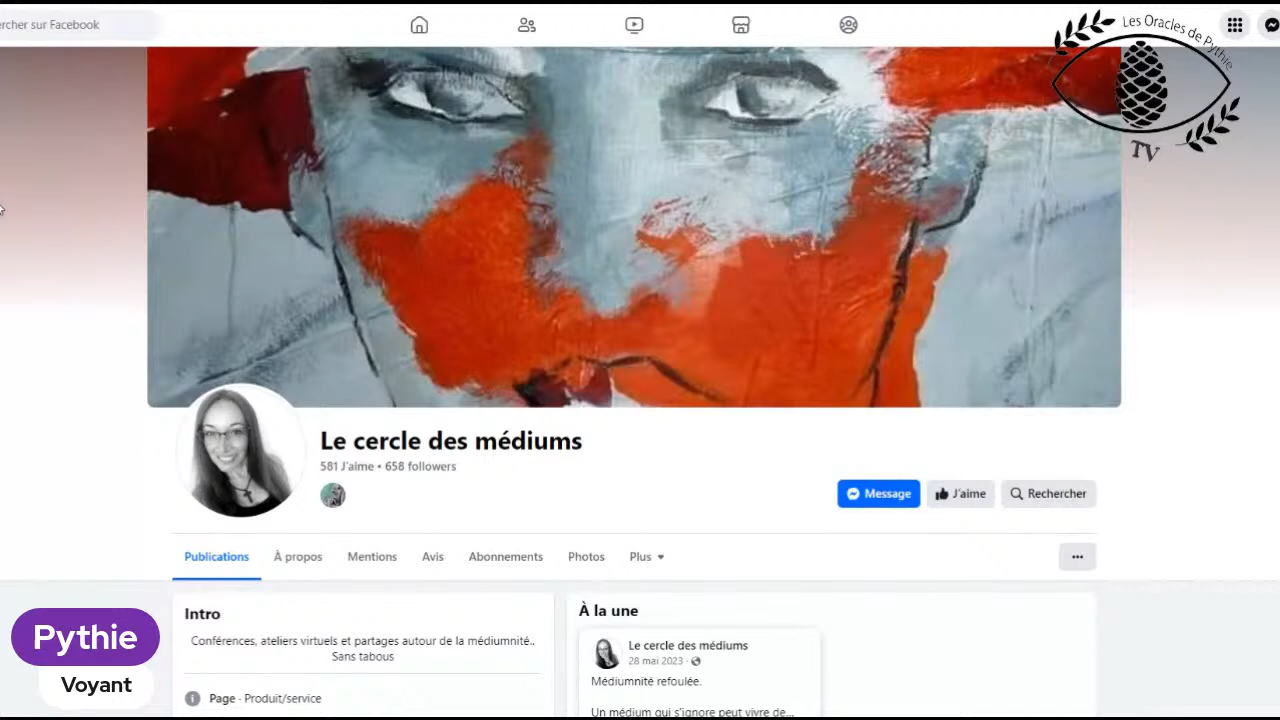 rcher sur Facebook
Les Oracles de Pythie
TV
Le cercle des médiums
581 J'aime • 658 followers
Message
J'aime
Rechercher
Publications
À propos
Mentions
Avis
Abonnements
Photos
Plus
Intro
Conférences, ateliers virtuels et partages autour de la médiumnité..
Sans tabous
Page · Produit/service
À la une
Le cercle des médiums
28 mai 2023 ·
Médiumnité refoulée.
Un médium qui s'ignore peut vivre de...
Pythie
Voyant